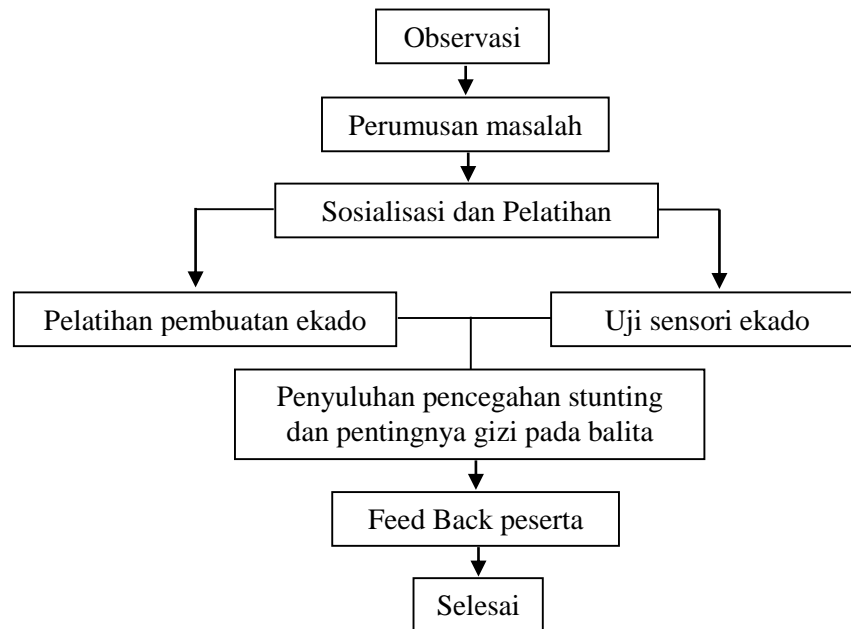 Observasi
Perumusan masalah
Sosialisasi dan Pelatihan
Pelatihan pembuatan ekado
Uji sensori ekado
Penyuluhan pencegahan stunting
dan pentingnya gizi pada balita
Feed Back peserta
Selesai